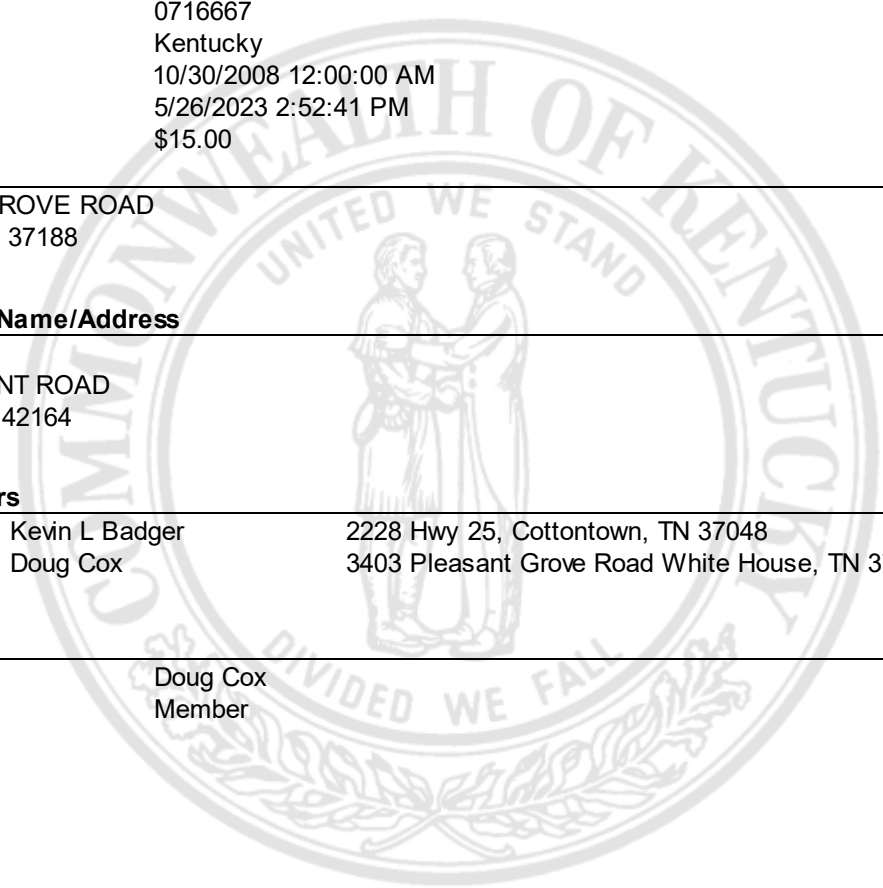 0716667
Kentucky
10/30/2008 12:00:00 AM
5/26/2023 2:52:41 PM
$15.00
ROVE ROAD
37188
Name/Address
NT ROAD
42164
rs
Kevin L Badger 2228 Hwy 25, Cottontown, TN 37048
Doug Cox 3403 Pleasant Grove Road White House, TN 3
Doug Cox
Member
COMMONWEALTH OF KENTUCKY
UNITED WE STAND
DIVIDED WE FALL